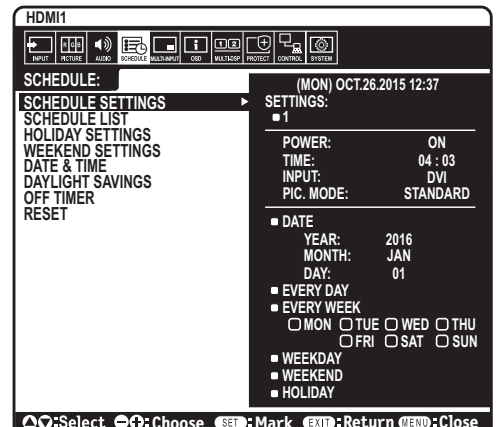 HDMI1
RGB
12
INPUT PICTURE AUDIO SCHEDULE MULTI-INPUT OSD MULTI-DSP PROTECT CONTROL SYSTEM
SCHEDULE:
SCHEDULE SETTINGS
SCHEDULE LIST
HOLIDAY SETTINGS
WEEKEND SETTINGS
DATE & TIME
DAYLIGHT SAVINGS
OFF TIMER
RESET
(MON) OCT.26.2015 12:37
SETTINGS:
1
POWER: ON
TIME: 04 : 03
INPUT: DVI
PIC. MODE: STANDARD
DATE
YEAR: 2016
MONTH: JAN
DAY: 01
EVERY DAY
EVERY WEEK
MON TUE WED THU
FRI SAT SUN
WEEKDAY
WEEKEND
HOLIDAY
:Select :Choose SET:Mark EXIT:Return MENU:Close